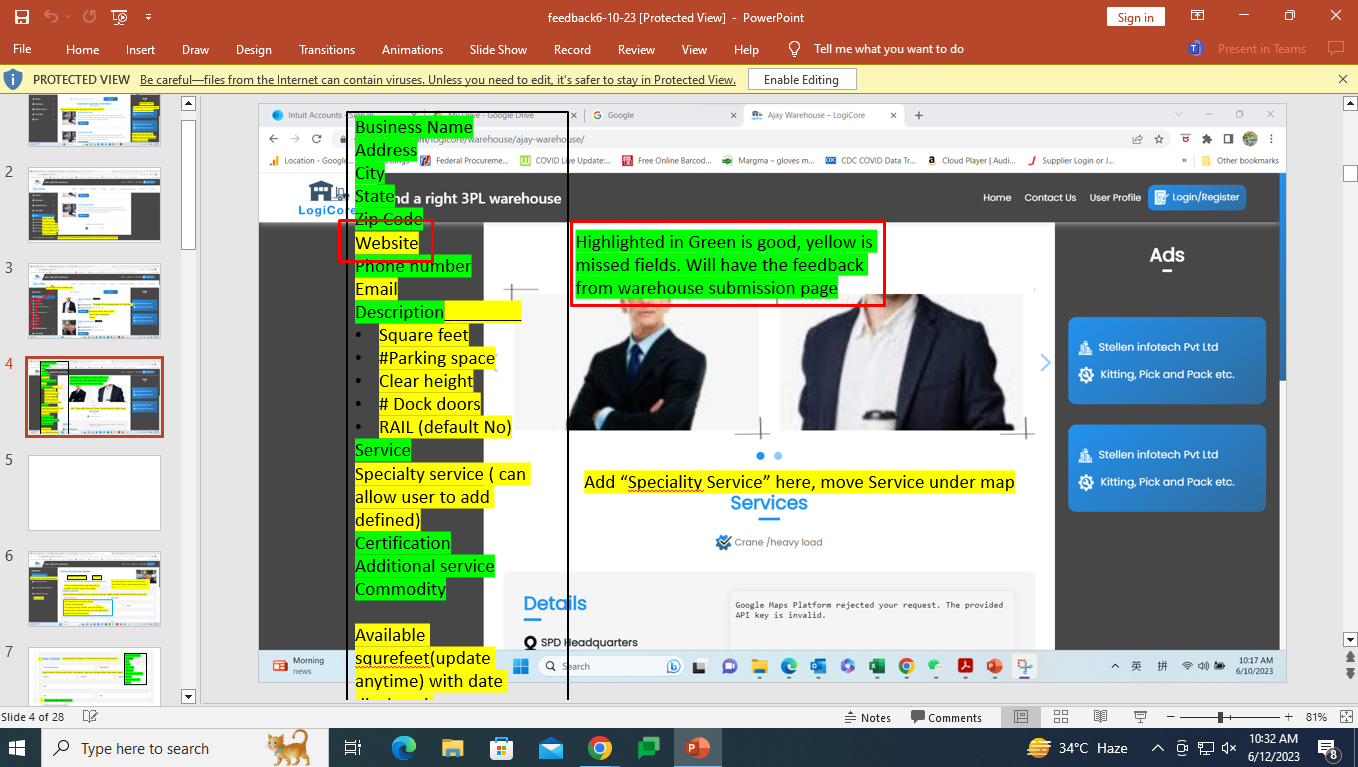 feedback6-10-23 [Protected View] - PowerPoint
Sign in
File Home Insert Draw Design Transitions Animations Slide Show Record Review View Help Tell me what you want to do Present in Teams
PROTECTED VIEW Be careful—files from the Internet can contain viruses. Unless you need to edit, it's safer to stay in Protected View. Enable Editing
2
3
4
5
6
7
Intuit Accounts - Sign in
My Drive - Google Drive
Google
Ajay Warehouse – LogiCore
/logicore/warehouse/ajay-warehouse/
Location - Google...
Federal Procureme...
COVID Live Update:...
Free Online Barcod...
Margma – gloves m...
CDC COVID Data Tr...
Cloud Player | Audi...
Supplier Login or J...
»
Other bookmarks
LogiCore
nd a right 3PL warehouse
Home Contact Us User Profile Login/Register
Business Name
Address
City
State
Zip Code
Website
Phone number
Email
Description
• Square feet
• #Parking space
• Clear height
• # Dock doors
• RAIL (default No)
Service
Specialty service ( can
allow user to add
defined)
Certification
Additional service
Commodity
Available
squrefeet(update
anytime) with date
Highlighted in Green is good, yellow is
missed fields. Will have the feedback
from warehouse submission page
Add “Speciality Service” here, move Service under map
Services
Crane /heavy load
Details
SPD Headquarters
Google Maps Platform rejected your request. The provided
API key is invalid.
Ads
Stellen infotech Pvt Ltd
Kitting, Pick and Pack etc.
Stellen infotech Pvt Ltd
Kitting, Pick and Pack etc.
Morning
news
Search
英 拼
10:17 AM
6/10/2023
Slide 4 of 28
Notes Comments 81%
Type here to search
34°C Haze
10:32 AM
6/12/2023
8